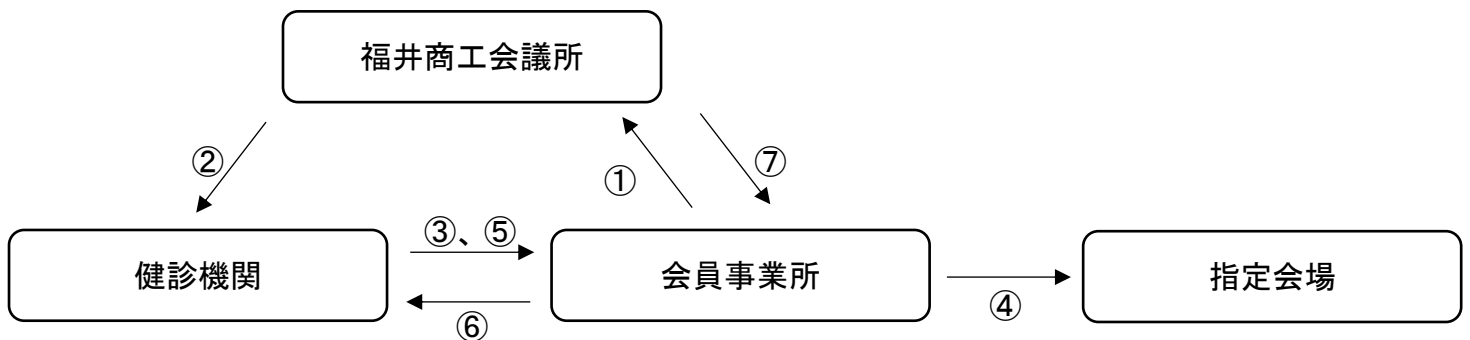 福井商工会議所
②
①
⑦
③、⑤
健診機関
会員事業所
指定会場
④
⑥